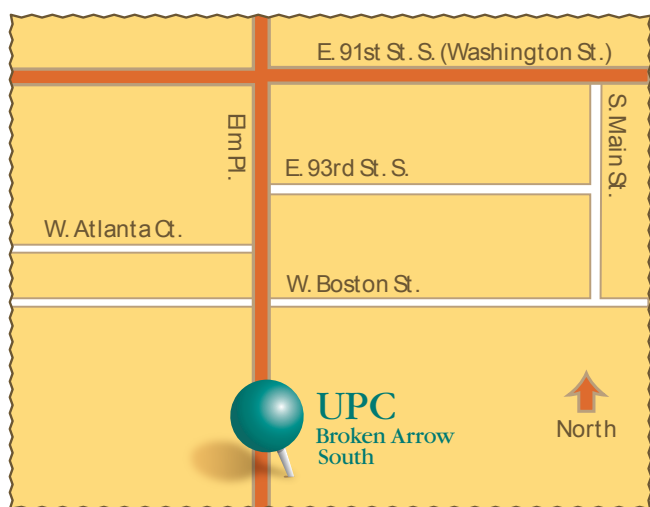 E. 91st St. S. (Washington St.)
Elm Pl.
S. Main St.
E. 93rd St. S.
W. Atlanta Ct.
W. Boston St.
UPC
Broken Arrow
South
North